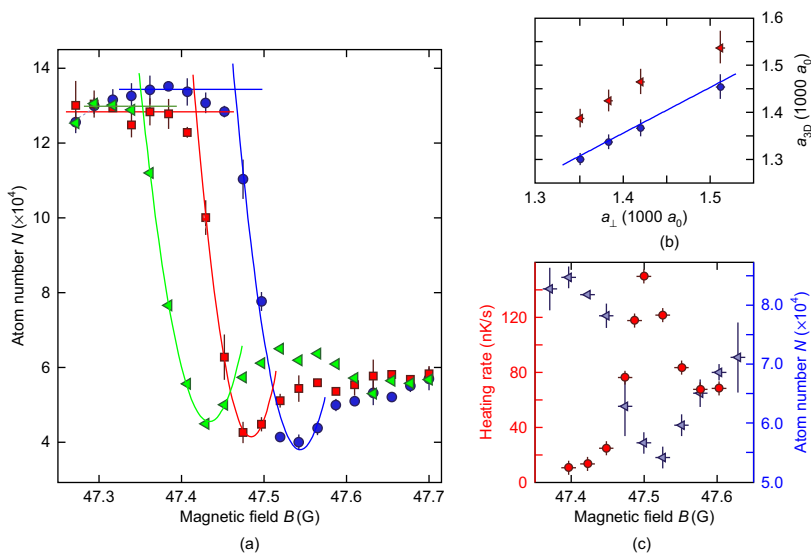 14
12
10
8
6
4
Atom number N (×10⁴)
47.3
47.4
47.5
47.6
47.7
Magnetic field B (G)
(a)
1.6
1.5
1.4
1.3
a₃D (1000 a₀)
1.3
1.4
1.5
a⊥ (1000 a₀)
(b)
120
80
40
0
Heating rate (nK/s)
8.0
7.0
6.0
5.0
Atom number N (×10⁴)
47.4
47.5
47.6
Magnetic field B (G)
(c)